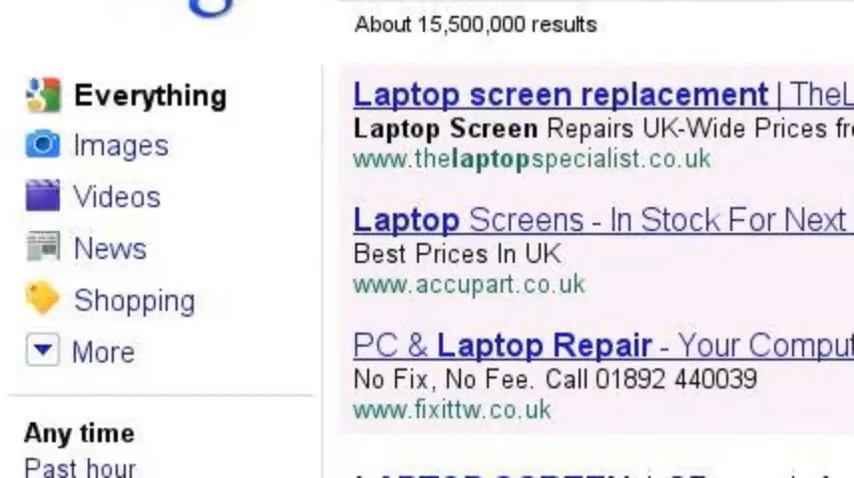 About 15,500,000 results
Everything
Images
Videos
News
Shopping
More
Any time
Past hour
Laptop screen replacement | TheL
Laptop Screen Repairs UK-Wide Prices fr
www.thelaptopspecialist.co.uk
Laptop Screens - In Stock For Next
Best Prices In UK
www.accupart.co.uk
PC & Laptop Repair - Your Comput
No Fix, No Fee. Call 01892 440039
www.fixittw.co.uk